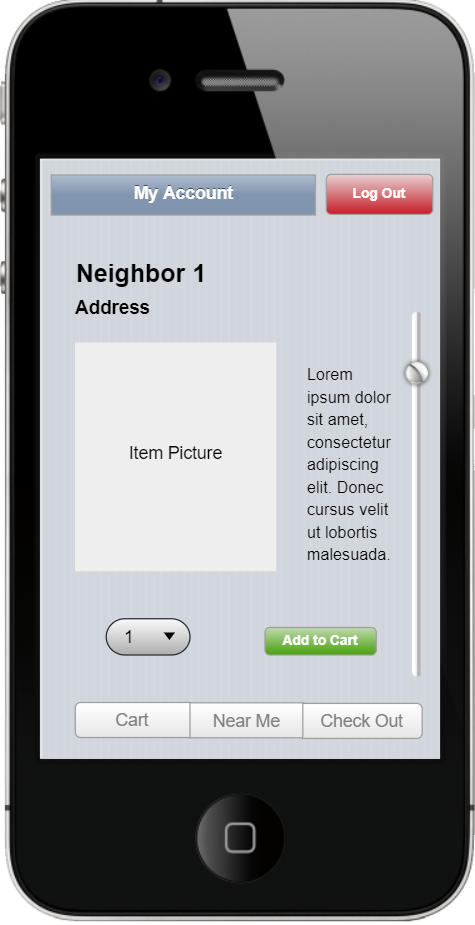 My Account
Log Out
Neighbor 1
Address
Item Picture
Lorem
ipsum dolor
sit amet,
consectetur
adipiscing
elit. Donec
cursus velit
ut lobortis
malesuada.
1
Add to Cart
Cart
Near Me
Check Out